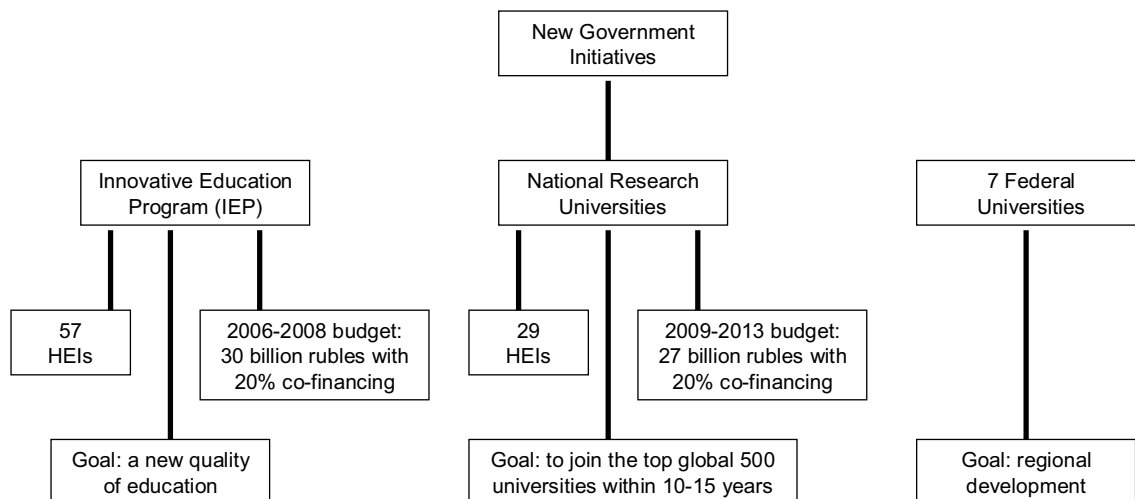 New Government
Initiatives
Innovative Education
Program (IEP)
National Research
Universities
7 Federal
Universities
57
HEIs
2006-2008 budget:
30 billion rubles with
20% co-financing
29
HEIs
2009-2013 budget:
27 billion rubles with
20% co-financing
Goal: a new quality
of education
Goal: to join the top global 500
universities within 10-15 years
Goal: regional
development